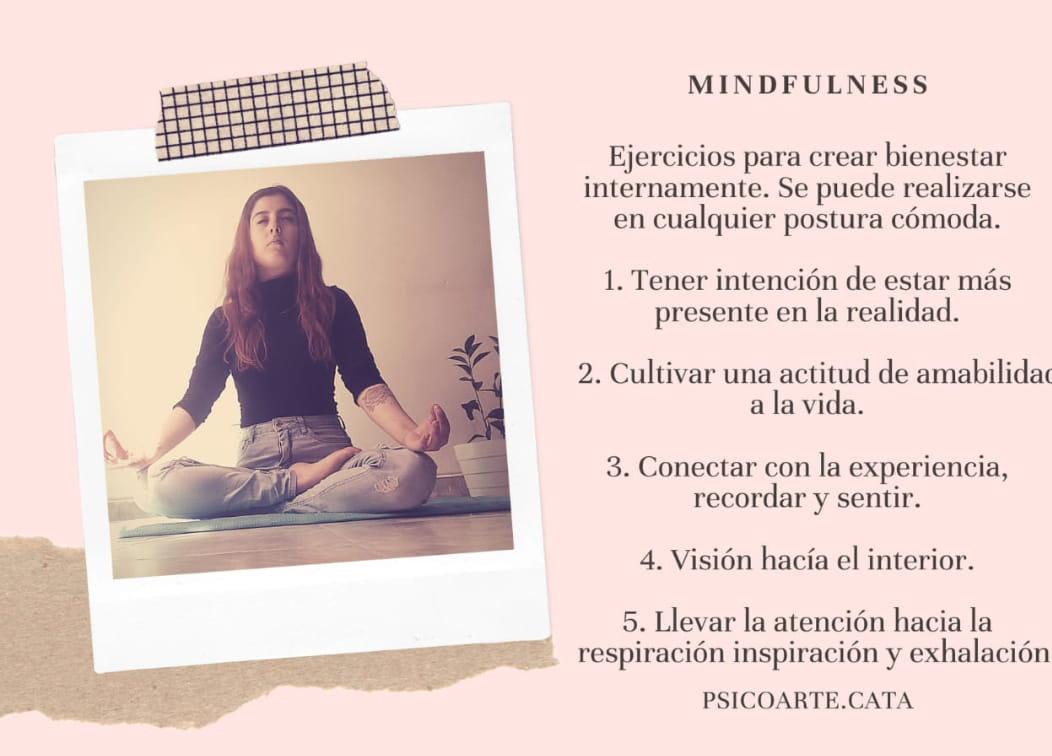 MINDFULNESS
Ejercicios para crear bienestar
internamente. Se puede realizarse
en cualquier postura cómoda.
1. Tener intención de estar más
presente en la realidad.
2. Cultivar una actitud de amabilidad
a la vida.
3. Conectar con la experiencia,
recordar y sentir.
4. Visión hacía el interior.
5. Llevar la atención hacia la
respiración inspiración y exhalación
PSICOARTE.CATA